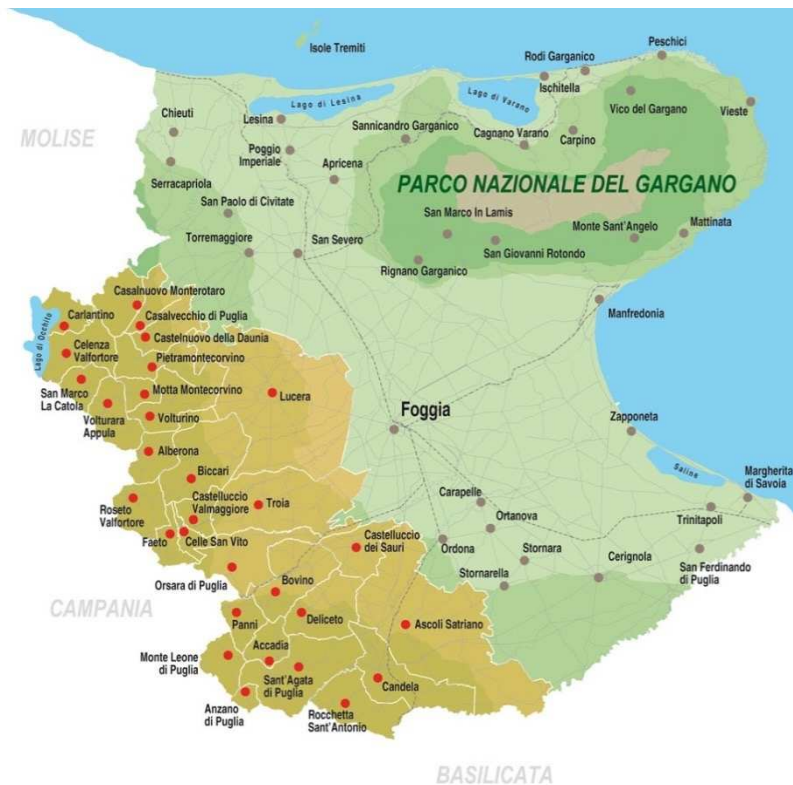 Isole Tremiti
Peschici
Rodi Garganico
Ischitella
Lago di Lesina
Lago di Varano
Vico del Gargano
Vieste
Chieuti
Lesina
Sannicandro Garganico
Cagnano Varano
Carpino
MOLISE
Poggio
Imperiale
Apricena
Serracapriola
PARCO NAZIONALE DEL GARGANO
San Paolo di Civitate
San Marco In Lamis
Monte Sant'Angelo
Mattinata
Torremaggiore
San Severo
San Giovanni Rotondo
Rignano Garganico
Casalnuovo Monterotaro
Manfredonia
Lago di Occhito
Carlantino
Casalvecchio di Puglia
Castelnuovo della Daunia
Celenza
Valfortore
Pietramontecorvino
San Marco
La Catola
Motta Montecorvino
Lucera
Volturara
Appula
Volturino
Foggia
Zapponeta
Alberona
Biccari
Saline
Margherita
di Savoia
Castelluccio
Valmaggiore
Troia
Carapelle
Roseto
Valfortore
Ortanova
Trinitapoli
Faeto
Celle San Vito
Castelluccio
dei Sauri
Ordona
Stornara
Cerignola
San Ferdinando
di Puglia
Orsara di Puglia
Bovino
Stornarella
CAMPANIA
Panni
Deliceto
Ascoli Satriano
Monte Leone
di Puglia
Accadia
Sant'Agata
di Puglia
Candela
Anzano
di Puglia
Rocchetta
Sant'Antonio
BASILICATA